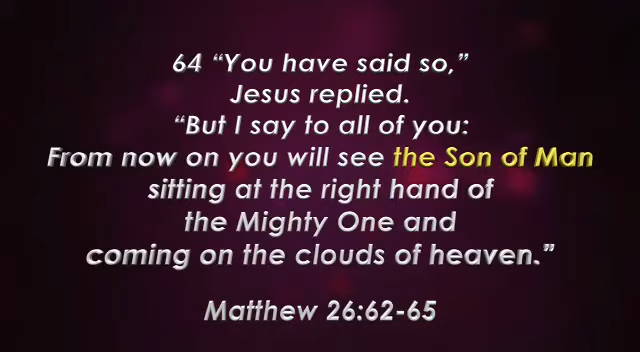 64 “You have said so,”
Jesus replied.
“But I say to all of you:
From now on you will see the Son of Man
sitting at the right hand of
the Mighty One and
coming on the clouds of heaven.”
Matthew 26:62-65